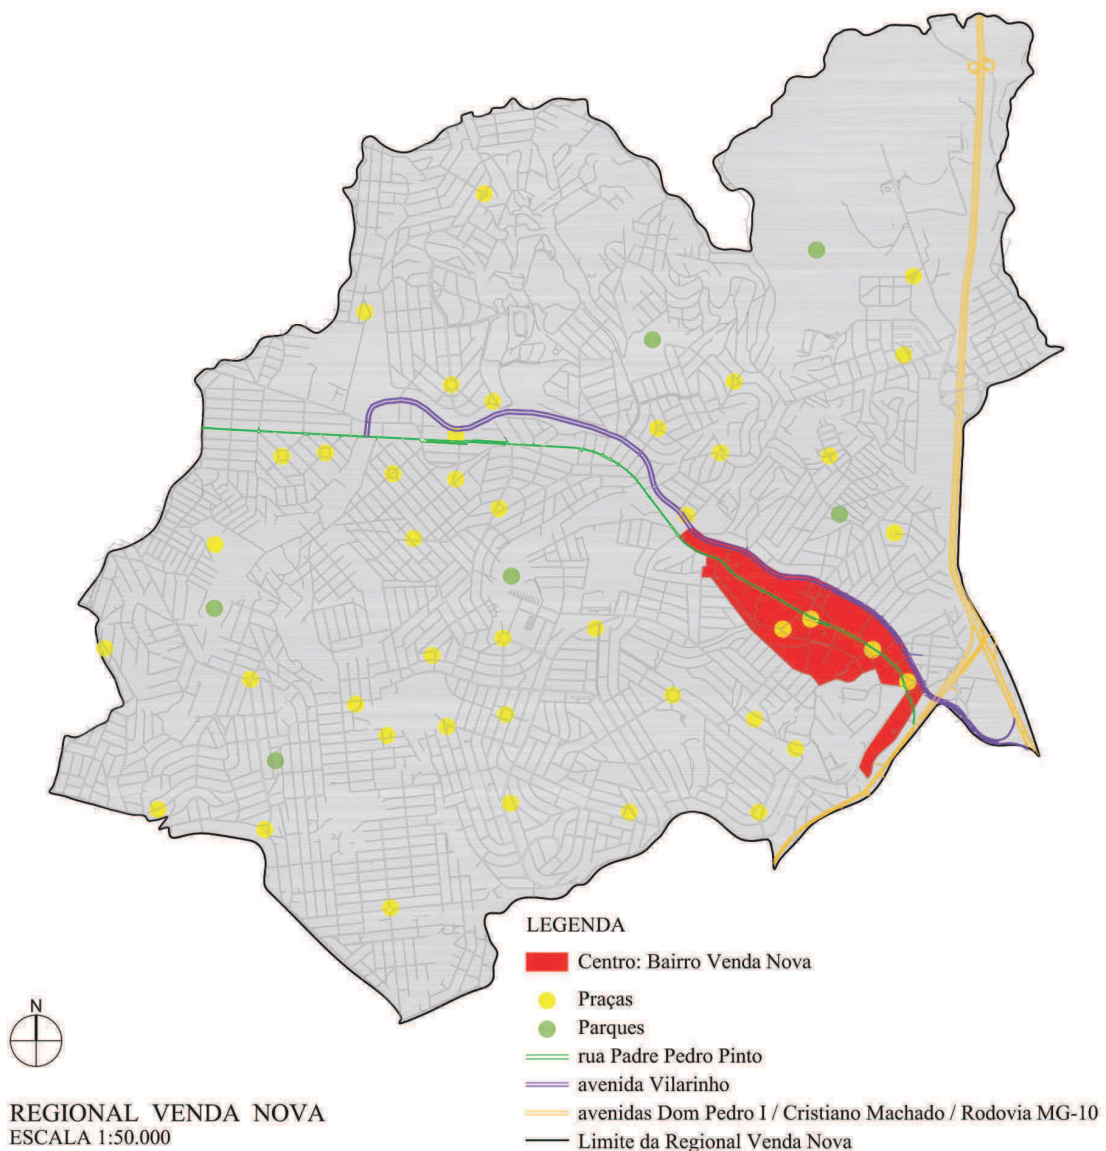 LEGENDA
Centro: Bairro Venda Nova
Praças
Parques
rua Padre Pedro Pinto
avenida Vilarinho
avenidas Dom Pedro I / Cristiano Machado / Rodovia MG-10
Limite da Regional Venda Nova
N
REGIONAL VENDA NOVA
ESCALA 1:50.000